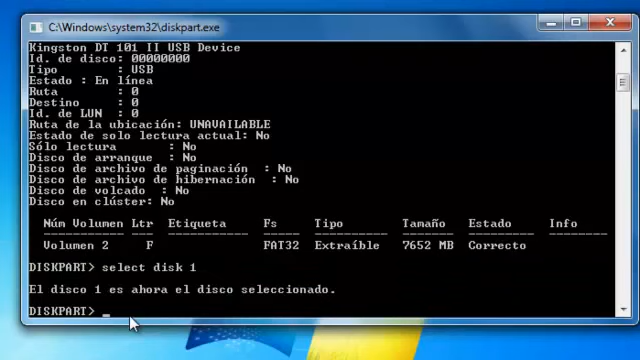 C:\Windows\system32\diskpart.exe
Kingston DT 101 II USB Device
Id. de disco: 00000000
Tipo : USB
Estado : En línea
Ruta : 0
Destino : 0
Id. de LUN : 0
Ruta de la ubicación: UNAVAILABLE
Estado de solo lectura actual: No
Sólo lectura : No
Disco de arranque : No
Disco de archivo de paginación : No
Disco de archivo de hibernación : No
Disco de volcado : No
Disco en clúster: No
Núm Volumen Ltr Etiqueta Fs Tipo Tamaño Estado Info
Volumen 2 F FAT32 Extraíble 7652 MB Correcto
DISKPART> select disk 1
El disco 1 es ahora el disco seleccionado.
DISKPART> _